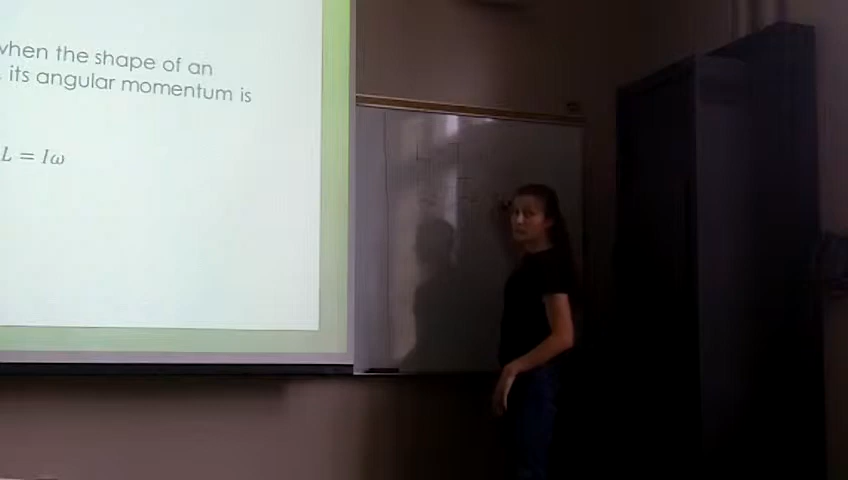 when the shape of an
its angular momentum is
L = Iω